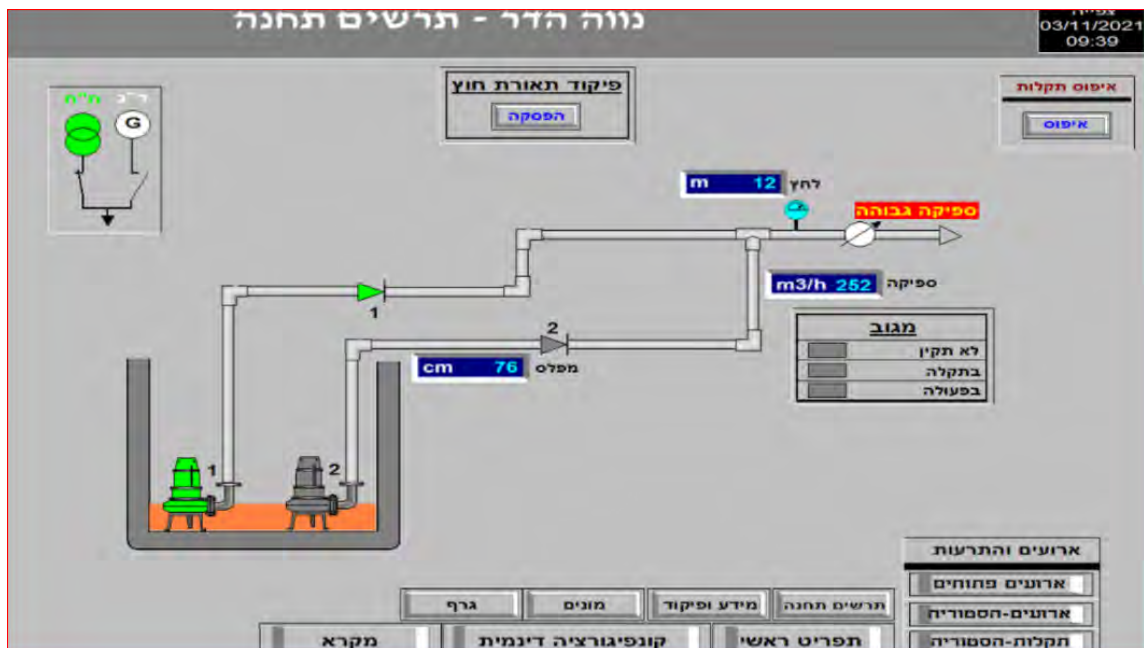 נווה הדר - תרשים תחנה
צפייה
03/11/2021
09:39
ח"ח
ד"ג
G
פיקוד תאורת חוץ
הפסקה
איפוס תקלות
איפוס
m 12 לחץ
ספיקה גבוהה
m3/h 252 ספיקה
1
2
cm 76 מפלס
מגוב
לא תקין
בתקלה
בפעולה
1
2
ארועים והתרעות
ארועים פתוחים
ארועים-הסטוריה
תקלות-הסטוריה
תרשים תחנה
מידע ופיקוד
מונים
גרף
תפריט ראשי
קונפיגורציה דינמית
מקרא